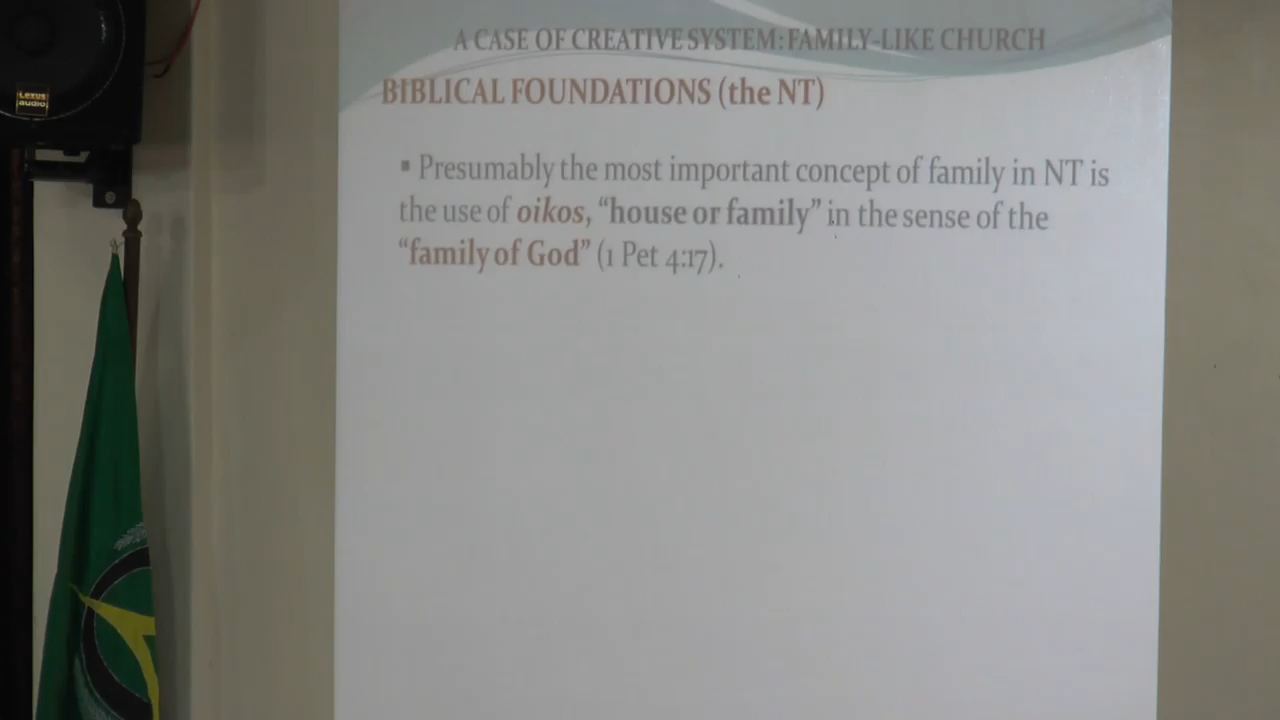 Lexus
audio
A CASE OF CREATIVE SYSTEM: FAMILY-LIKE CHURCH
BIBLICAL FOUNDATIONS (the NT)
▪ Presumably the most important concept of family in NT is
the use of oikos, “house or family” in the sense of the
“family of God” (1 Pet 4:17).